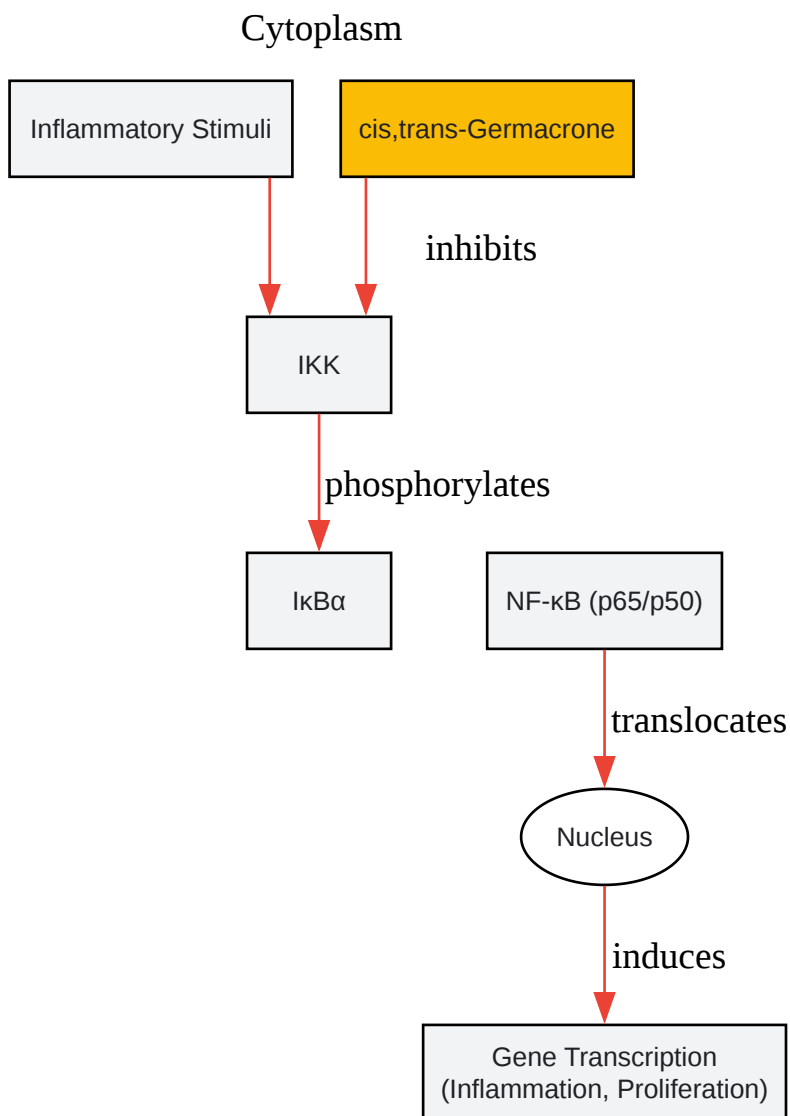 Cytoplasm
Inflammatory Stimuli
cis,trans-Germacrone
inhibits
IKK
phosphorylates
IκBα
NF-κB (p65/p50)
translocates
Nucleus
induces
Gene Transcription
(Inflammation, Proliferation)